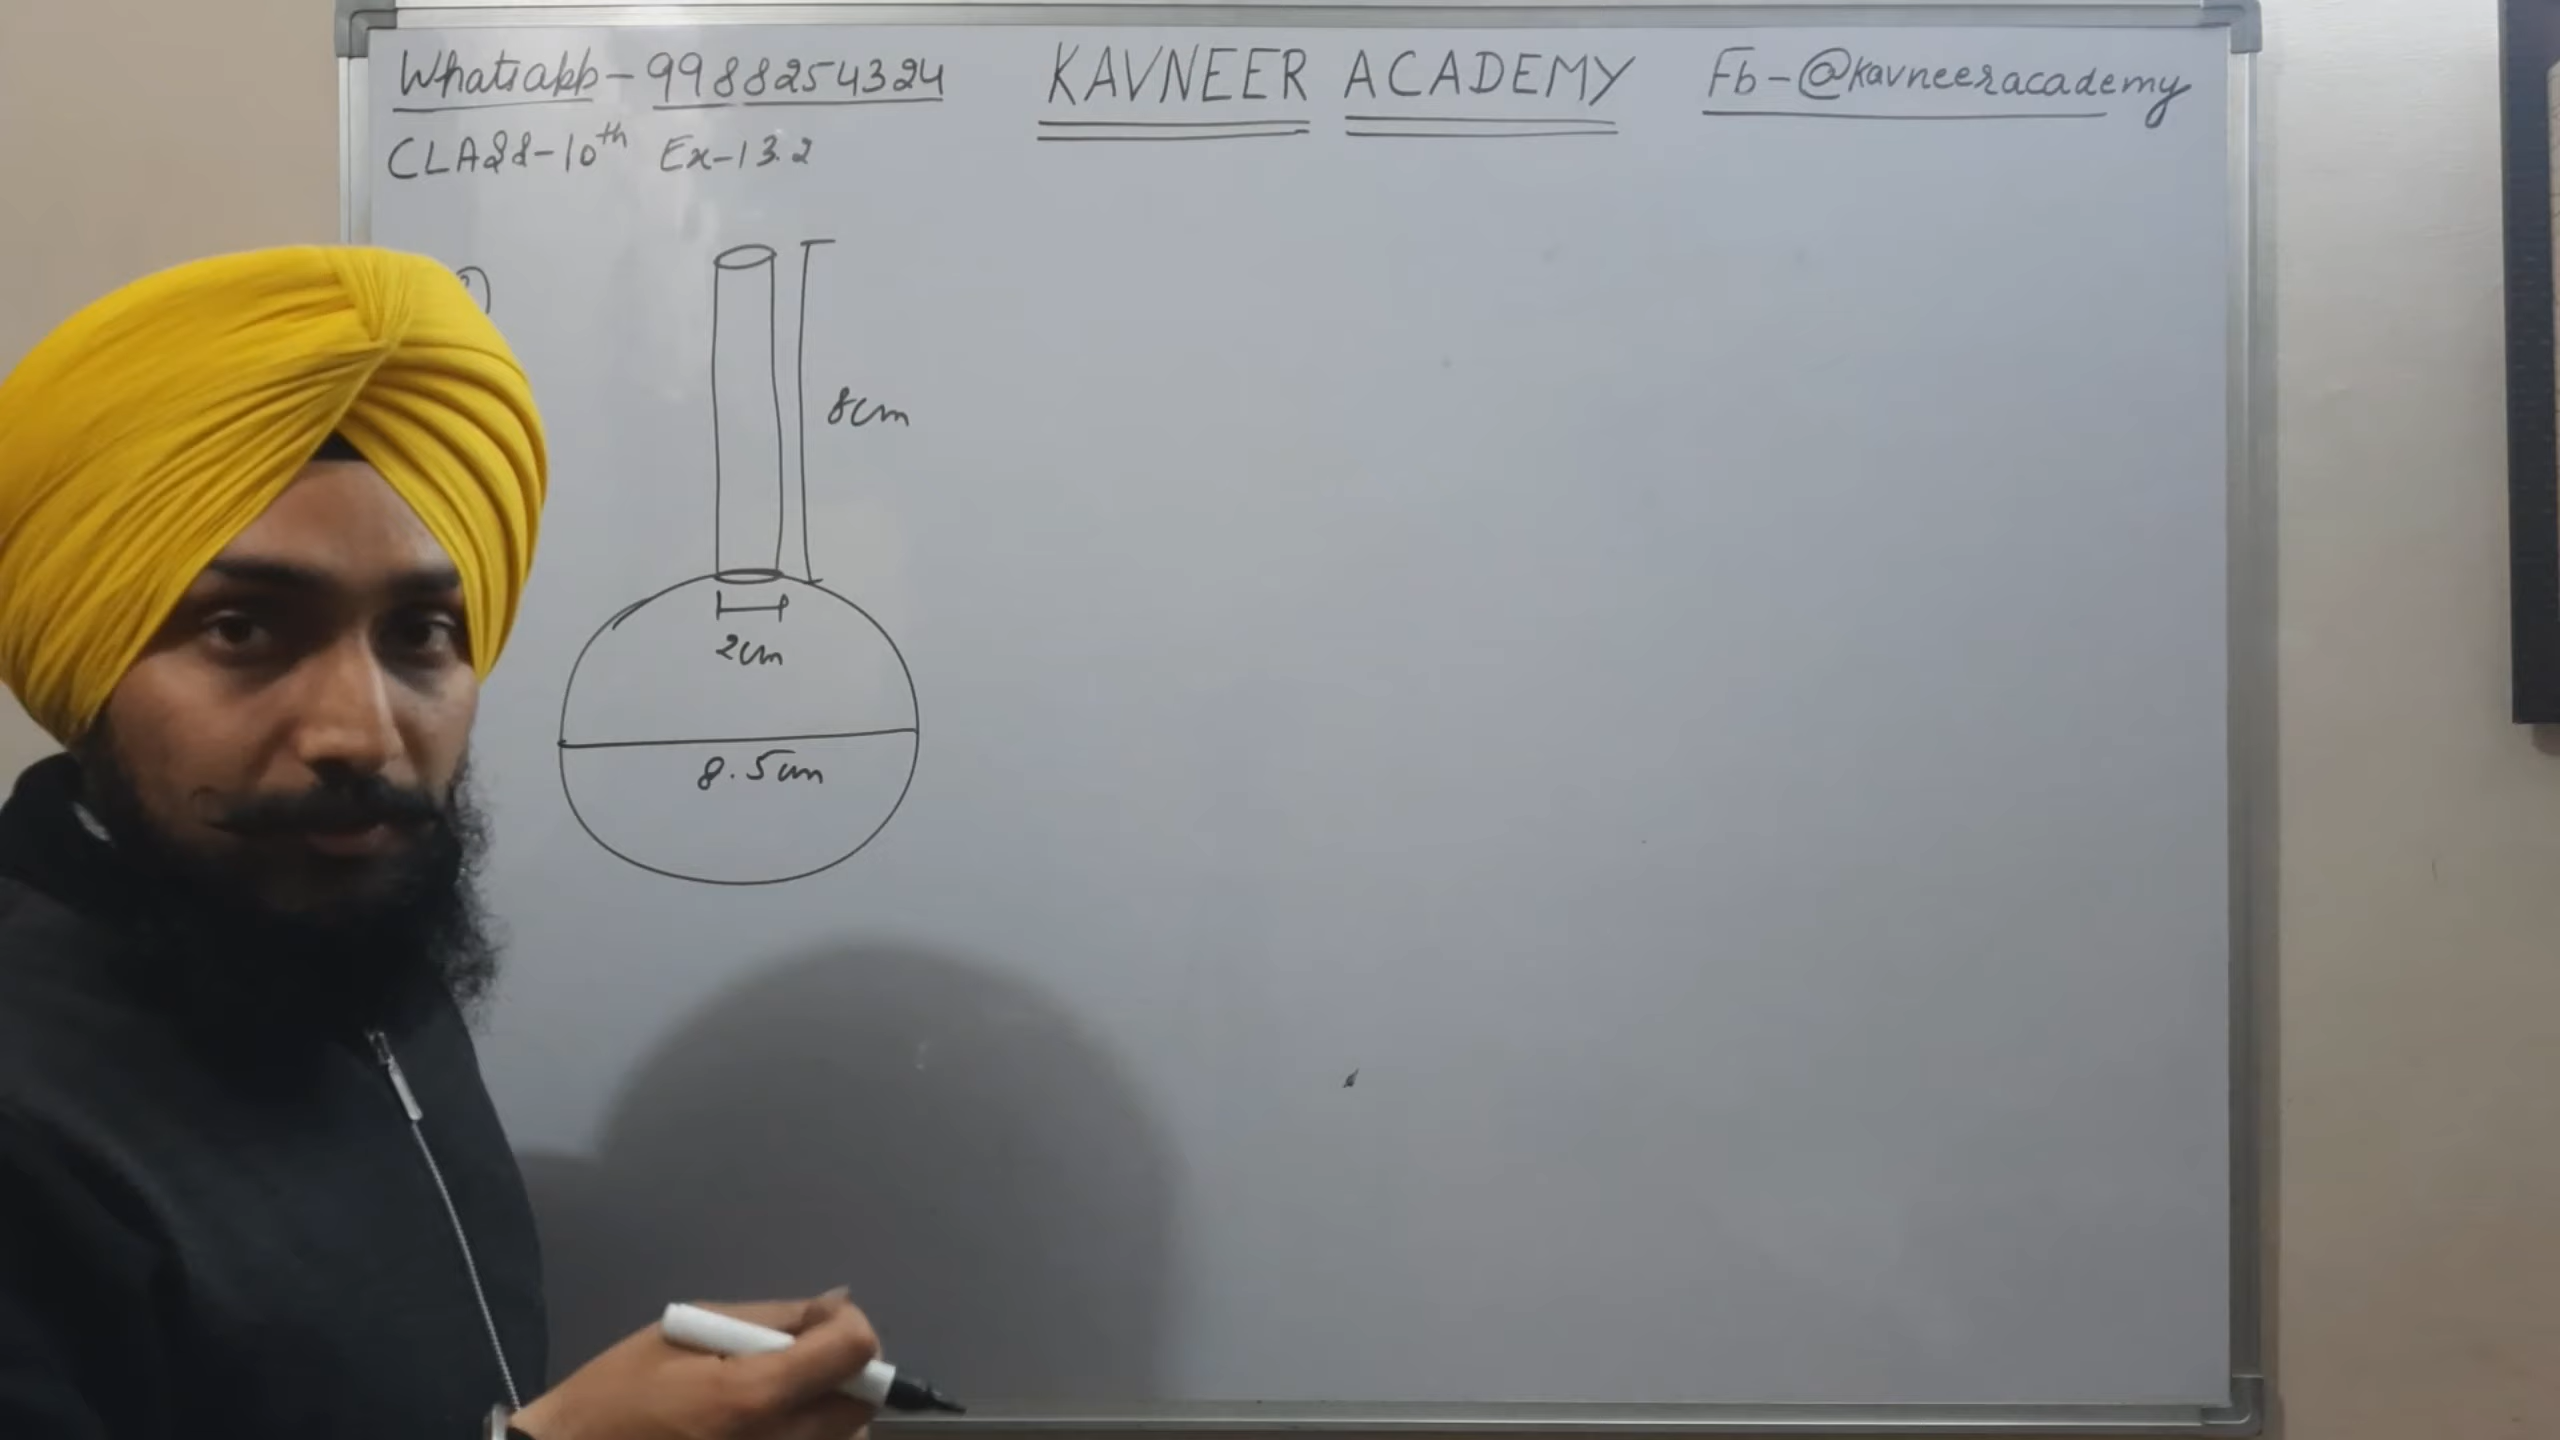 Whatsapp - 9988254324 KAVNEER ACADEMY Fb - @kavneeracademy
CLASS - 10th Ex - 13.2
8cm
2cm
8.5cm